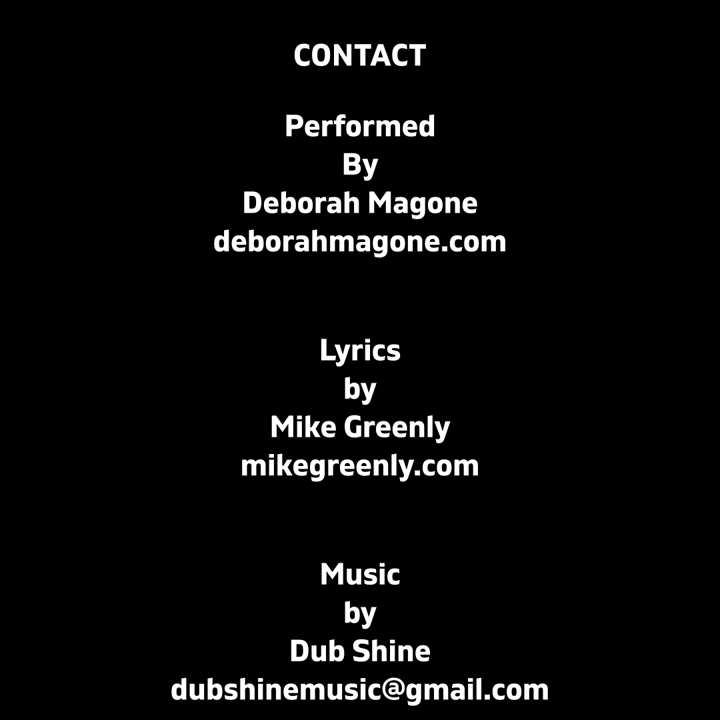 CONTACT
Performed
By
Deborah Magone
deborahmagone.com
Lyrics
by
Mike Greenly
mikegreenly.com
Music
by
Dub Shine
dubshinemusic@gmail.com